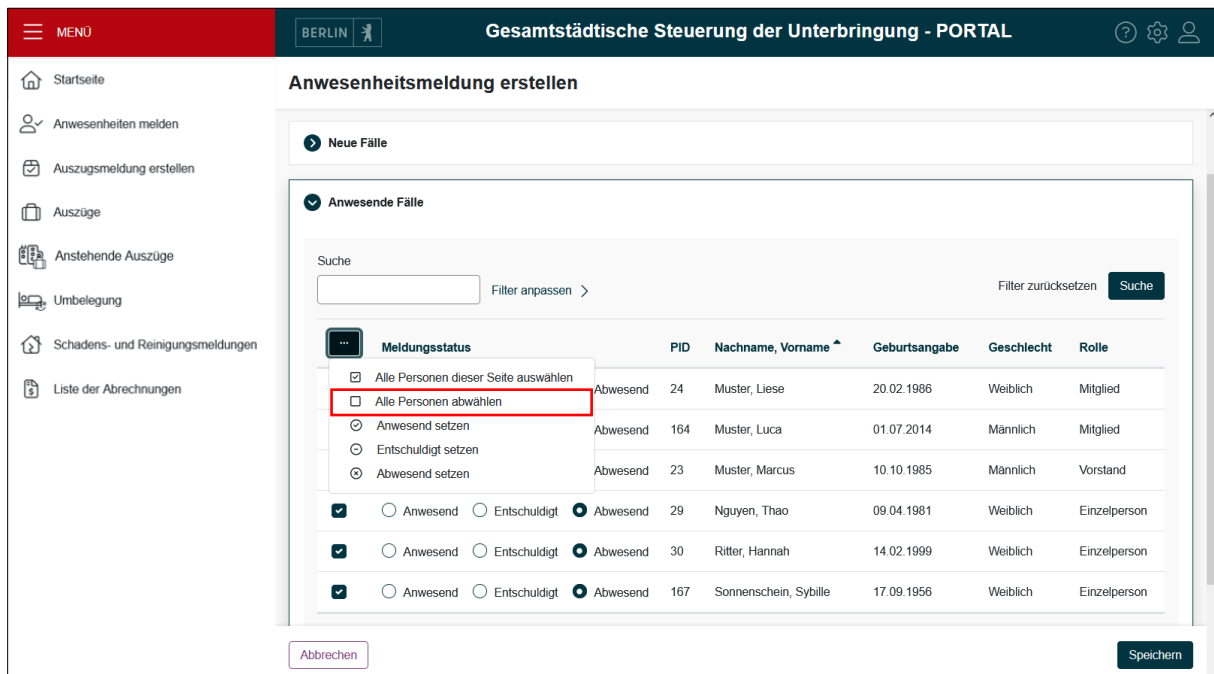 MENÜ
BERLIN
Gesamtstädtische Steuerung der Unterbringung - PORTAL
?
Startseite
Anwesenheiten melden
Auszugsmeldung erstellen
Auszüge
Anstehende Auszüge
Umbelegung
Schadens- und Reinigungsmeldungen
Liste der Abrechnungen
Anwesenheitsmeldung erstellen
Neue Fälle
Anwesende Fälle
Suche
Filter anpassen
Filter zurücksetzen Suche
... Meldungsstatus PID Nachname, Vorname Geburtsangabe Geschlecht Rolle
Alle Personen dieser Seite auswählen
Alle Personen abwählen
Anwesend setzen
Entschuldigt setzen
Abwesend setzen
Abwesend 24 Muster, Liese 20.02.1986 Weiblich Mitglied
Abwesend 164 Muster, Luca 01.07.2014 Männlich Mitglied
Abwesend 23 Muster, Marcus 10.10.1985 Männlich Vorstand
Anwesend Entschuldigt Abwesend 29 Nguyen, Thao 09.04.1981 Weiblich Einzelperson
Anwesend Entschuldigt Abwesend 30 Ritter, Hannah 14.02.1999 Weiblich Einzelperson
Anwesend Entschuldigt Abwesend 167 Sonnenschein, Sybille 17.09.1956 Weiblich Einzelperson
Abbrechen Speichern